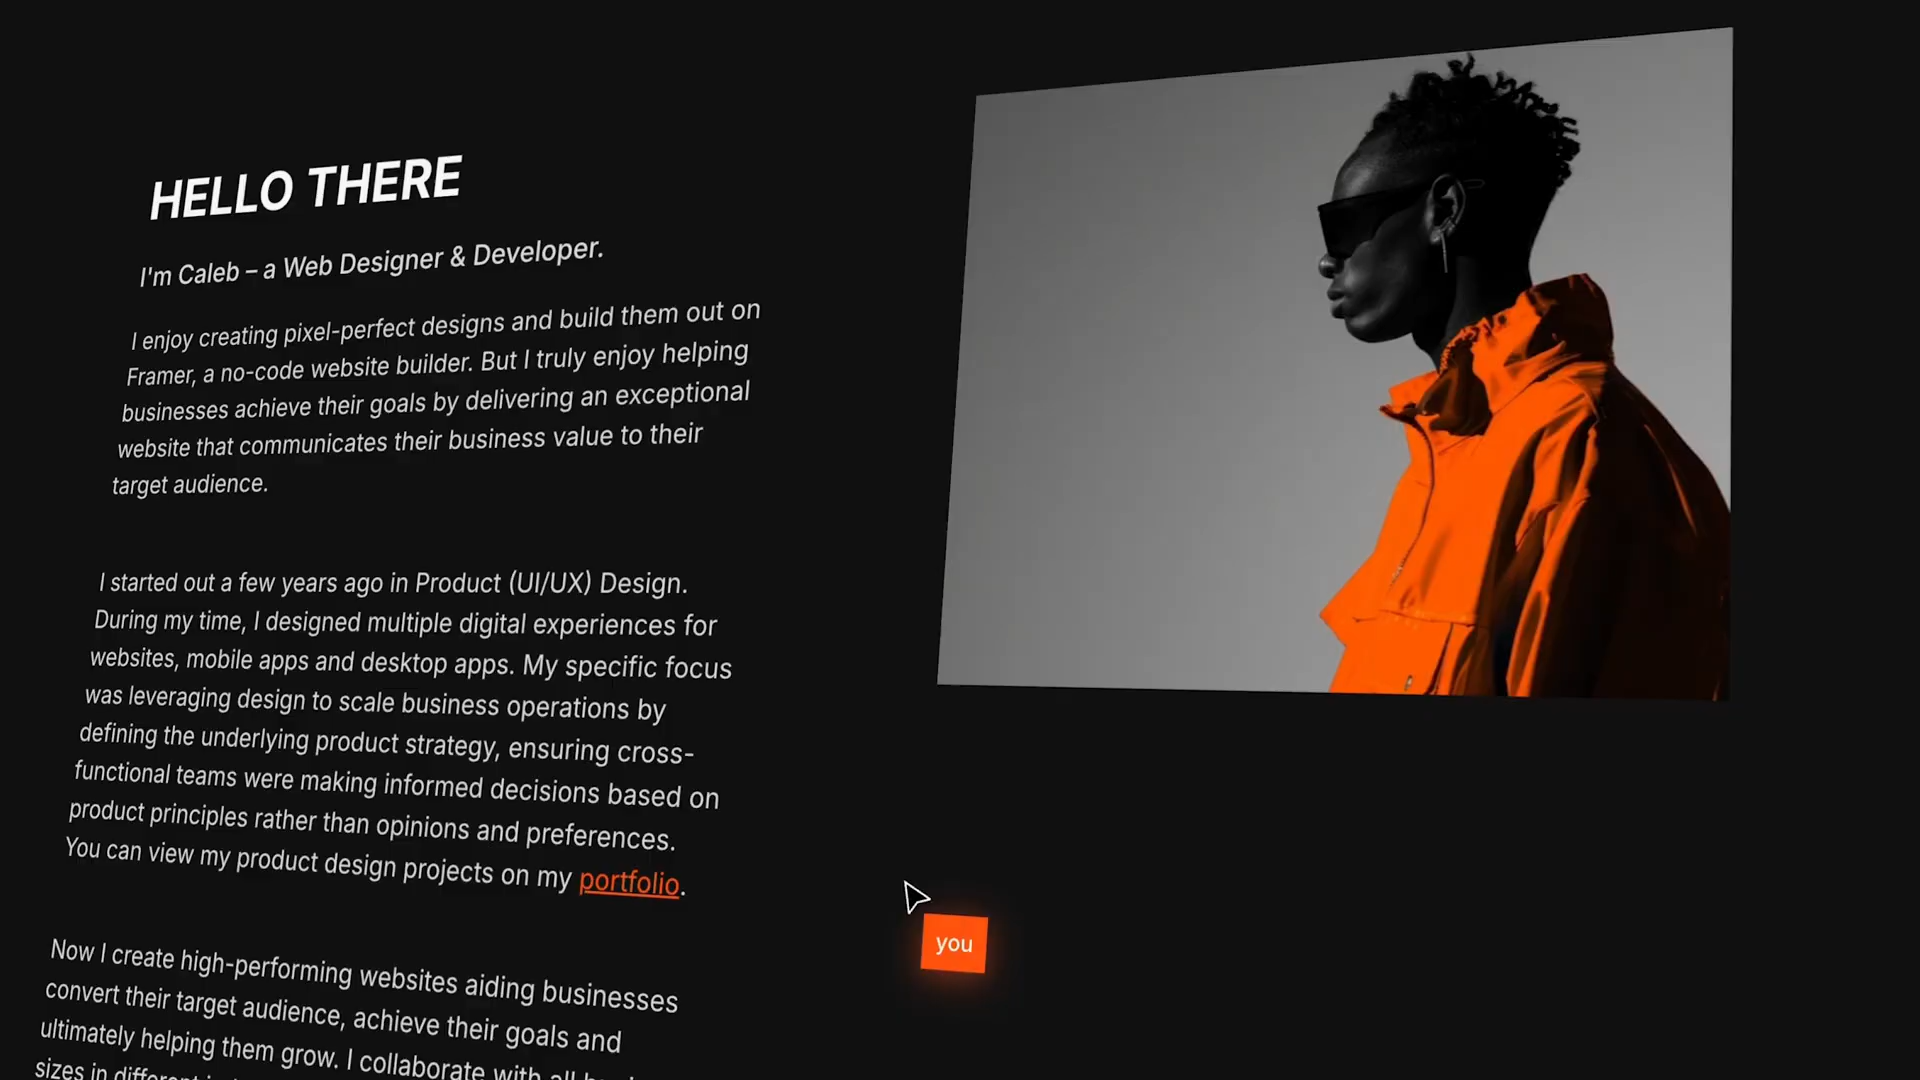 HELLO THERE
I'm Caleb – a Web Designer & Developer.
I enjoy creating pixel-perfect designs and build them out on
Framer, a no-code website builder. But I truly enjoy helping
businesses achieve their goals by delivering an exceptional
website that communicates their business value to their
target audience.
I started out a few years ago in Product (UI/UX) Design.
During my time, I designed multiple digital experiences for
websites, mobile apps and desktop apps. My specific focus
was leveraging design to scale business operations by
defining the underlying product strategy, ensuring cross-
functional teams were making informed decisions based on
product principles rather than opinions and preferences.
You can view my product design projects on my portfolio.
Now I create high-performing websites aiding businesses
convert their target audience, achieve their goals and
ultimately helping them grow. I collaborate with all
sizes in different
you